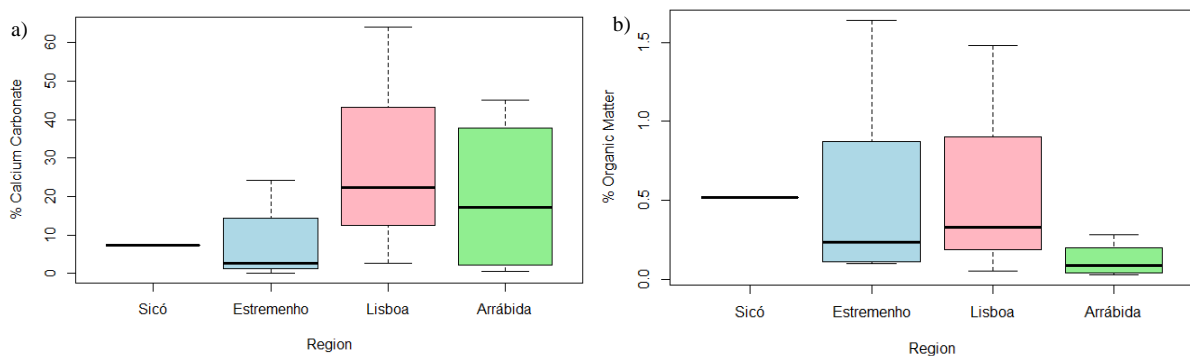 a)
% Calcium Carbonate
60
50
40
30
20
10
0
Sicó Estremenho Lisboa Arrábida
Region
b)
% Organic Matter
1.5
1.0
0.5
0.0
Sicó Estremenho Lisboa Arrábida
Region